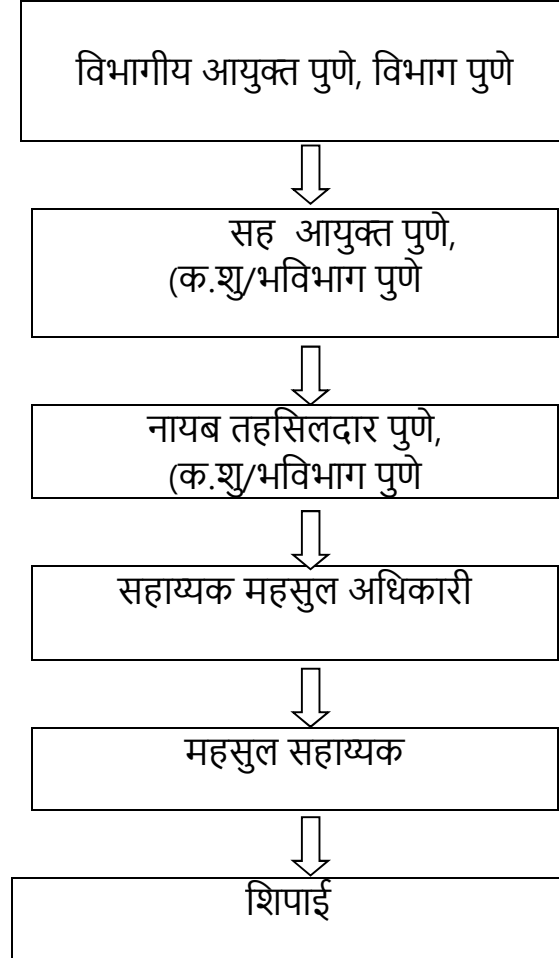 विभागीय आयुक्त पुणे, विभाग पुणे
सह आयुक्त पुणे,
(क.शु/भविभाग पुणे
नायब तहसिलदार पुणे,
(क.शु/भविभाग पुणे
सहाय्यक महसुल अधिकारी
महसुल सहाय्यक
शिपाई